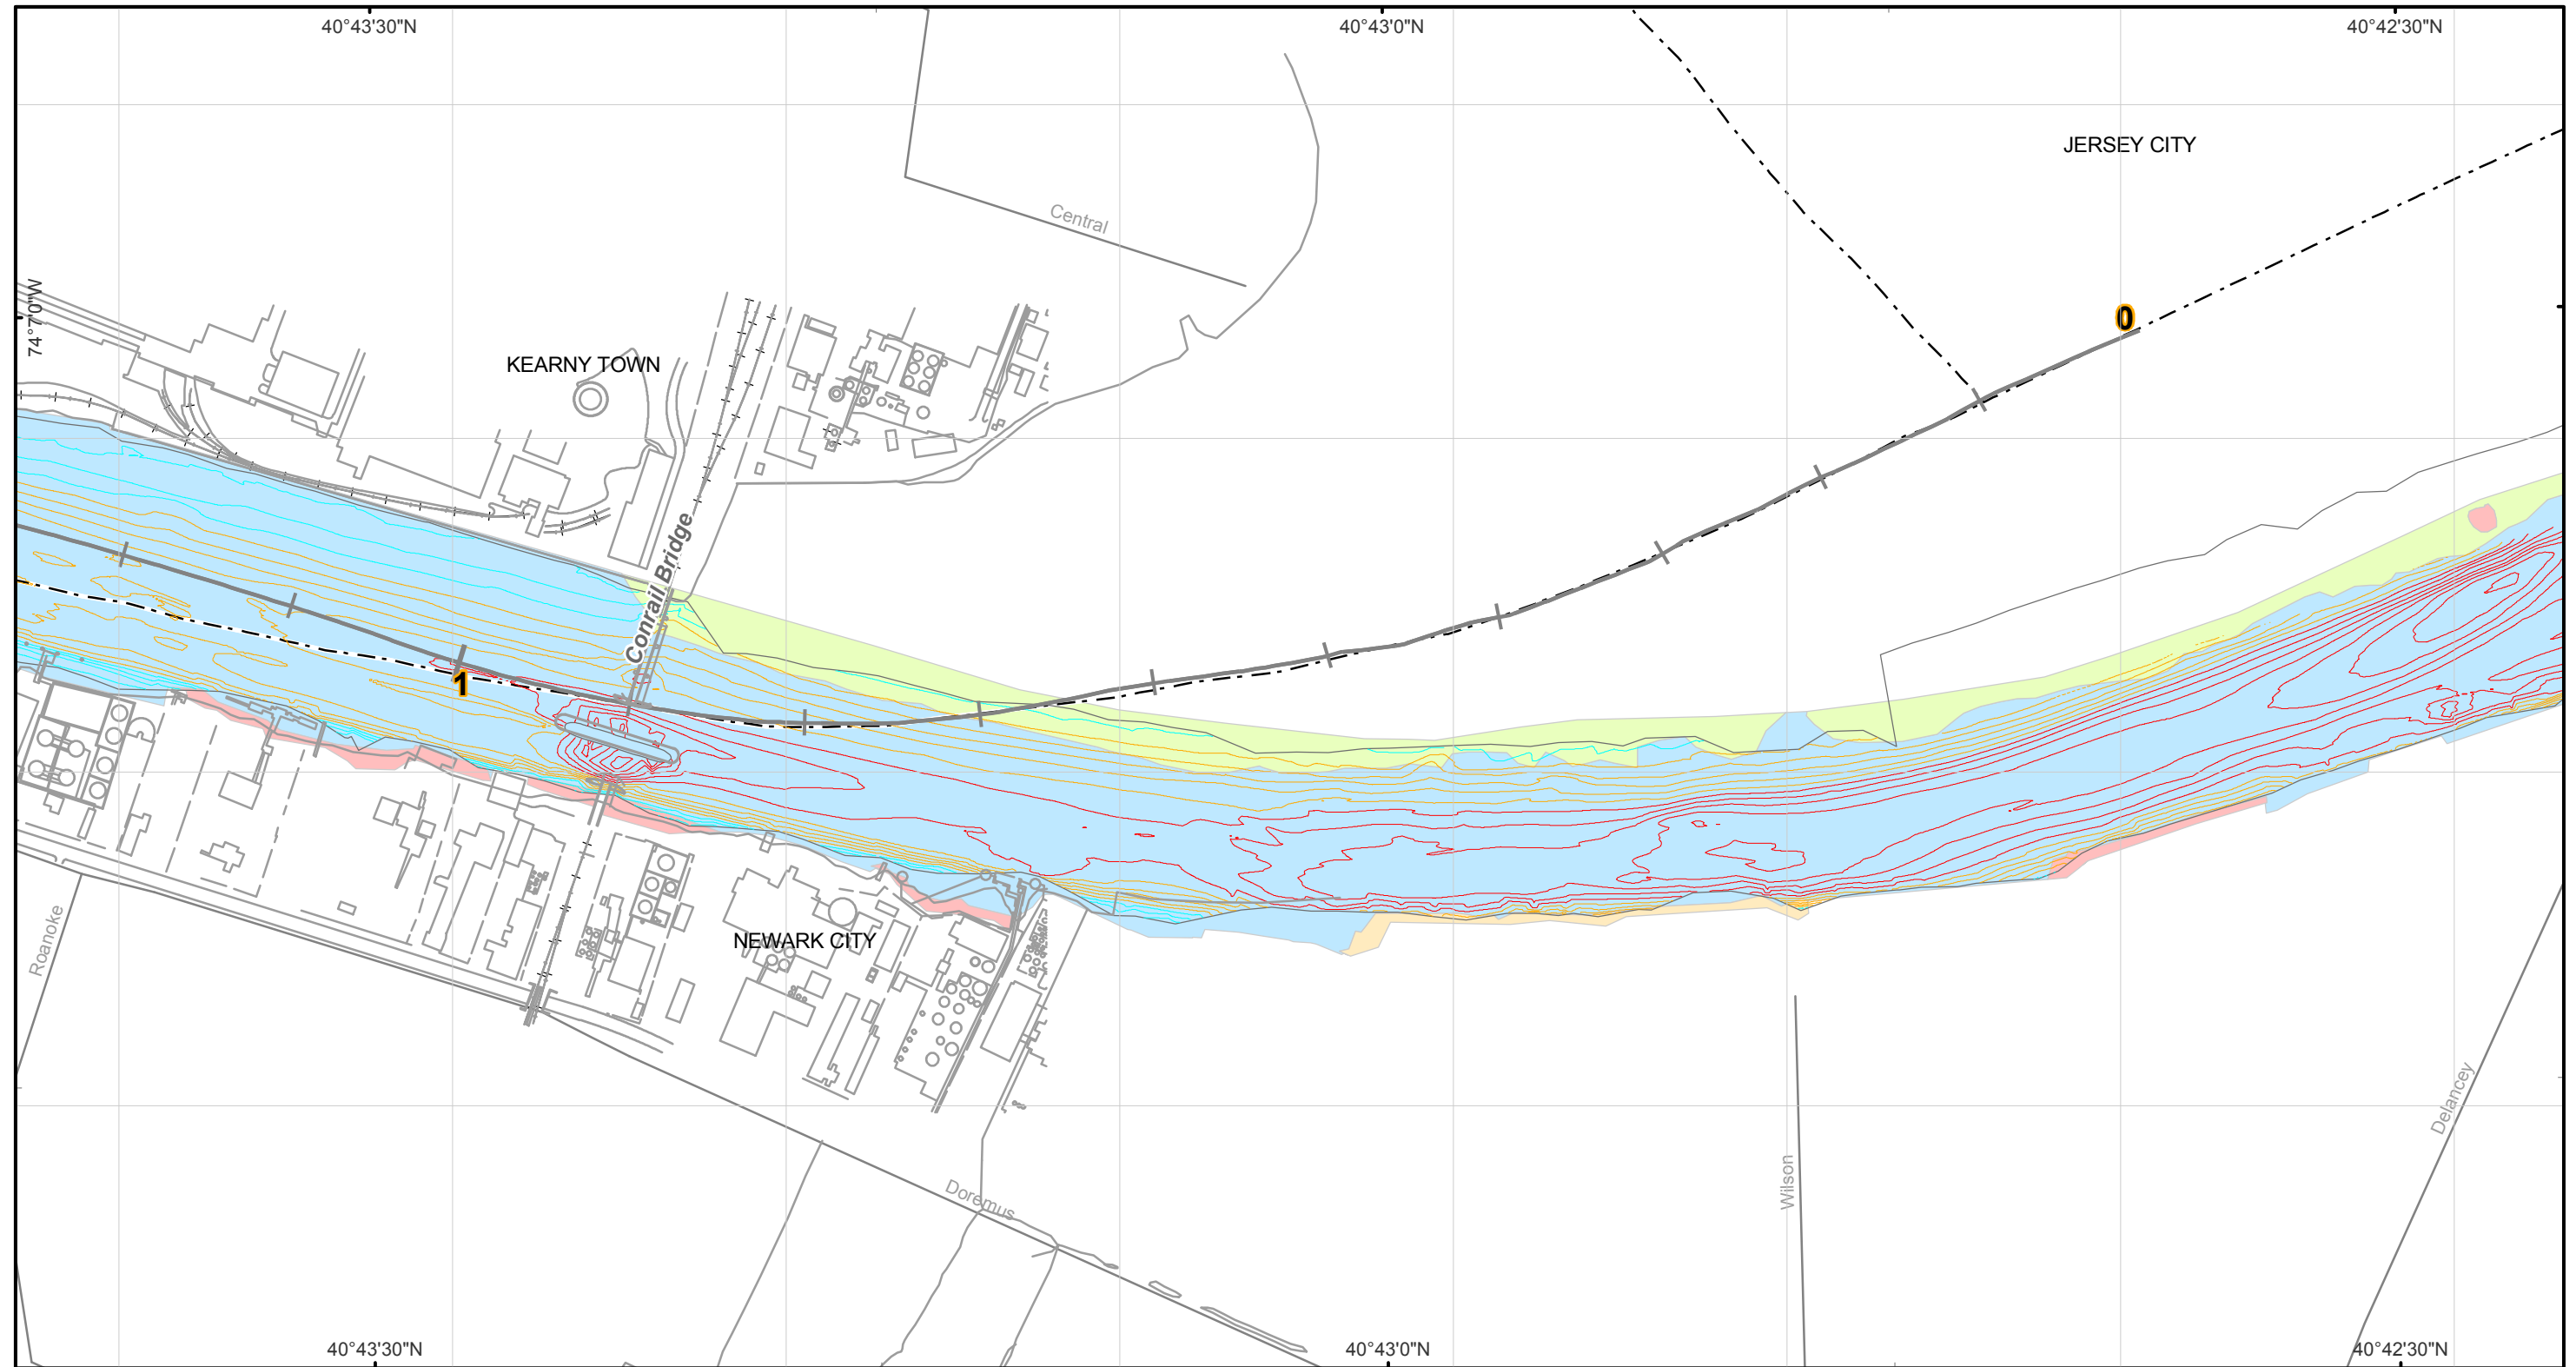 40°43'30"N
40°43'0"N
40°42'30"N
JERSEY CITY
Central
74°7'0"W
0
KEARNY TOWN
Conrail Bridge
1
NEWARK CITY
Roanoke
Delancey
Wilson
Doremus
40°43'30"N
40°43'0"N
40°42'30"N